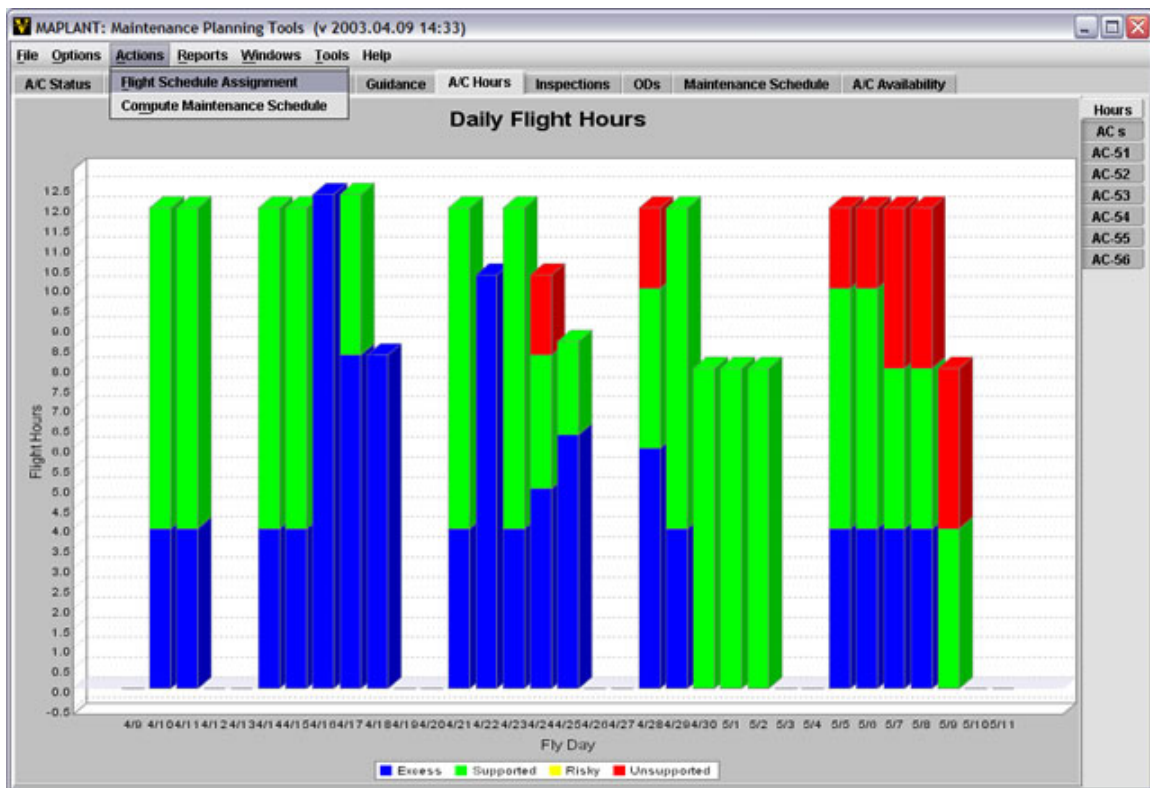 MAPLANT: Maintenance Planning Tools (v 2003.04.09 14:33)
File Options Actions Reports Windows Tools Help
A/C Status Flight Schedule Assignment Guidance A/C Hours Inspections ODs Maintenance Schedule A/C Availability
Compute Maintenance Schedule
Daily Flight Hours
Hours
AC s
AC-51
AC-52
AC-53
AC-54
AC-55
AC-56
12.5
12.0
11.5
11.0
10.5
10.0
9.5
9.0
8.5
8.0
7.5
7.0
6.5
6.0
5.5
5.0
4.5
4.0
3.5
3.0
2.5
2.0
1.5
1.0
0.5
0.0
-0.5
Flight Hours
4/9 4/10 4/11 4/12 4/13 4/14 4/15 4/16 4/17 4/18 4/19 4/20 4/21 4/22 4/23 4/24 4/25 4/26 4/27 4/28 4/29 4/30 5/1 5/2 5/3 5/4 5/5 5/6 5/7 5/8 5/9 5/10 5/11
Fly Day
Excess Supported Risky Unsupported